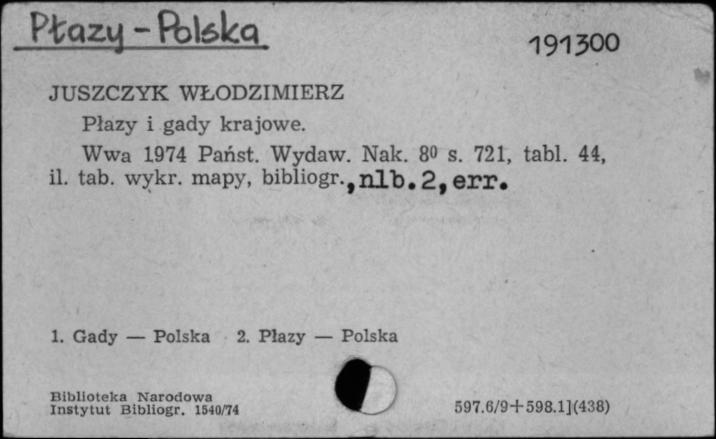 Płazy - Polska
191300
JUSZCZYK WŁODZIMIERZ
Płazy i gady krajowe.
Wwa 1974 Państ. Wydaw. Nak. 8⁰ s. 721, tabl. 44,
il. tab. wykr. mapy, bibliogr., nlb. 2, err.
1. Gady — Polska 2. Płazy — Polska
Biblioteka Narodowa
Instytut Bibliogr. 1540/74
597.6/9+598.1](438)